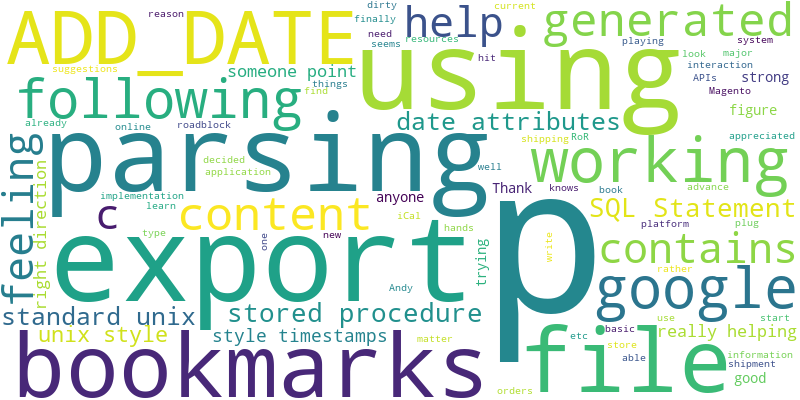 reason
dirty
current
finally
need
resources
seems
ADD_DATE
help
generated
hit
playing
system
look
major
using
interaction
suggestions
someone point
things
find
APIs
strong
Magento
following
already
online
roadblock
parsing
date attributes
shipping
RoR
figure
appreciated
feeling
decided
application
well
working
right direction
implementation
learn
anyone
Thank
knows
book
advance
c
content
iCal
hands
SQL Statement
platform
plug
type
one
new
export
trying
p
write
contains
rather
google
Andy
use
store
information
start
standard unix
stored procedure
unix style
style timestamps
matter
etc
basic
able
really helping
shipment
bookmarks
file
good
orders